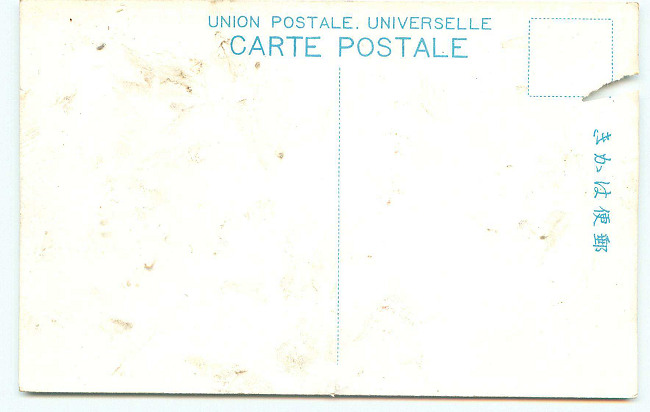 UNION POSTALE. UNIVERSELLE
CARTE POSTALE
きかは便郵